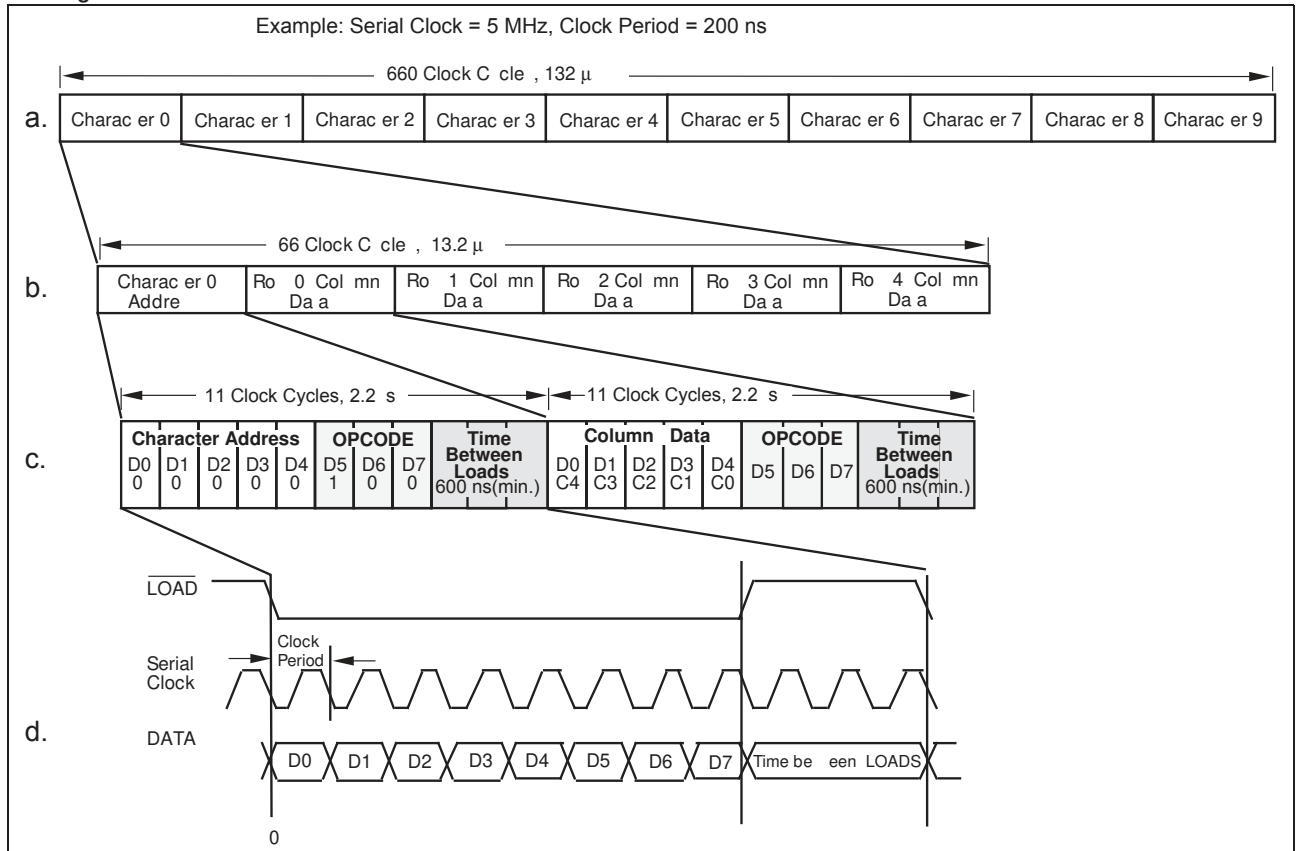 Example: Serial Clock = 5 MHz, Clock Period = 200 ns
660 Clock C cle , 132 μ
a.
Charac er 0 Charac er 1 Charac er 2 Charac er 3 Charac er 4 Charac er 5 Charac er 6 Charac er 7 Charac er 8 Charac er 9
66 Clock C cle , 13.2 μ
b.
Charac er 0 Ro 0 Col mn Ro 1 Col mn Ro 2 Col mn Ro 3 Col mn Ro 4 Col mn
Addre Da a Da a Da a Da a Da a
11 Clock Cycles, 2.2 s 11 Clock Cycles, 2.2 s
c.
Character Address OPCODE Time Between Loads Column Data OPCODE Time Between Loads
D0 D1 D2 D3 D4 D5 D6 D7 600 ns(min.) D0 D1 D2 D3 D4 D5 D6 D7 600 ns(min.)
0 0 0 0 0 1 0 0 C4 C3 C2 C1 C0
d.
LOAD
Clock
Period
Serial
Clock
DATA
D0 D1 D2 D3 D4 D5 D6 D7 Time be een LOADS
0